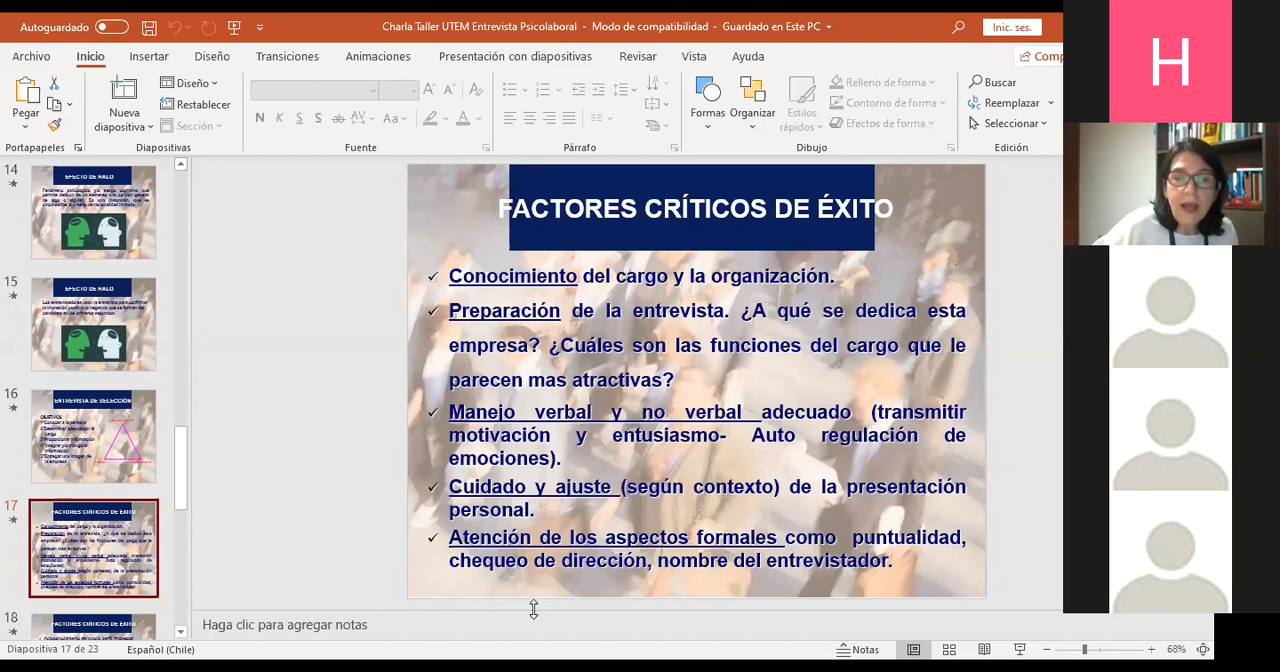 Autoguardado
Charla Taller UTEM Entrevista Psicolaboral - Modo de compatibilidad - Guardado en Este PC
Inic. ses.
Archivo Inicio Insertar Diseño Transiciones Animaciones Presentación con diapositivas Revisar Vista Ayuda
Comp
Pegar
Nueva
diapositiva
Diseño
Restablecer
Sección
N K S S ab AV Aa A
Formas
Organizar
Estilos
rápidos
Relleno de forma
Contorno de forma
Efectos de forma
Buscar
Reemplazar
Seleccionar
Portapapeles Diapositivas Fuente Párrafo Dibujo Edición
14
EFECTO DE HALO
15
EFECTO DE HALO
16
ENTREVISTA DE SELECCIÓN
OBJETIVOS
17
FACTORES CRÍTICOS DE ÉXITO
18
FACTORES CRÍTICOS DE ÉXITO
FACTORES CRÍTICOS DE ÉXITO
✓ Conocimiento del cargo y la organización.
✓ Preparación de la entrevista. ¿A qué se dedica esta
empresa? ¿Cuáles son las funciones del cargo que le
parecen mas atractivas?
✓ Manejo verbal y no verbal adecuado (transmitir
motivación y entusiasmo- Auto regulación de
emociones).
✓ Cuidado y ajuste (según contexto) de la presentación
personal.
✓ Atención de los aspectos formales como puntualidad,
chequeo de dirección, nombre del entrevistador.
Haga clic para agregar notas
Diapositiva 17 de 23 Español (Chile)
Notas
68%
H